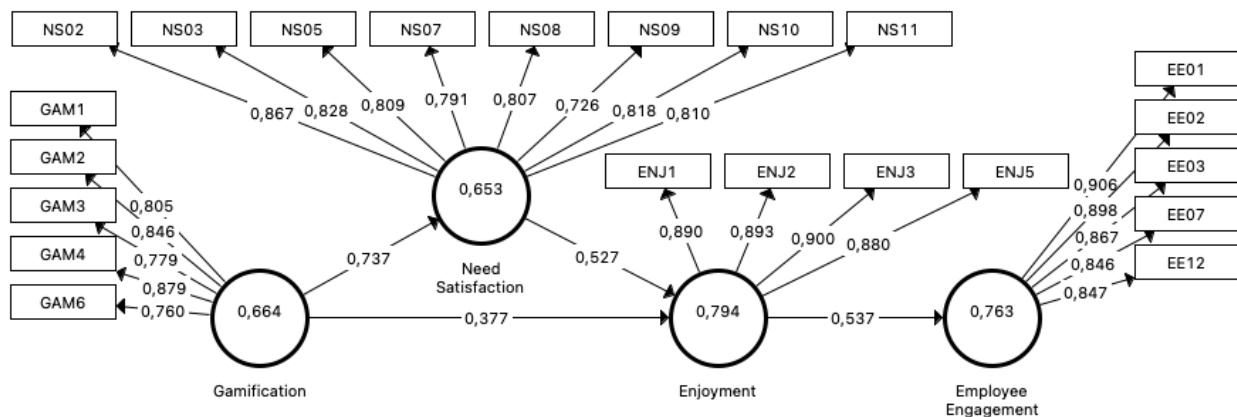 NS02 NS03 NS05 NS07 NS08 NS09 NS10 NS11
0,867 0,828 0,809 0,791 0,807 0,726 0,818 0,810
GAM1
GAM2
GAM3
GAM4
GAM6
0,805
0,846
0,779
0,879
0,760
0,664
Gamification
0,737
0,653
Need
Satisfaction
0,527
0,377
ENJ1 ENJ2 ENJ3 ENJ5
0,890 0,893 0,900 0,880
0,794
Enjoyment
0,537
EE01
EE02
EE03
EE07
EE12
0,906
0,898
0,867
0,846
0,847
0,763
Employee
Engagement